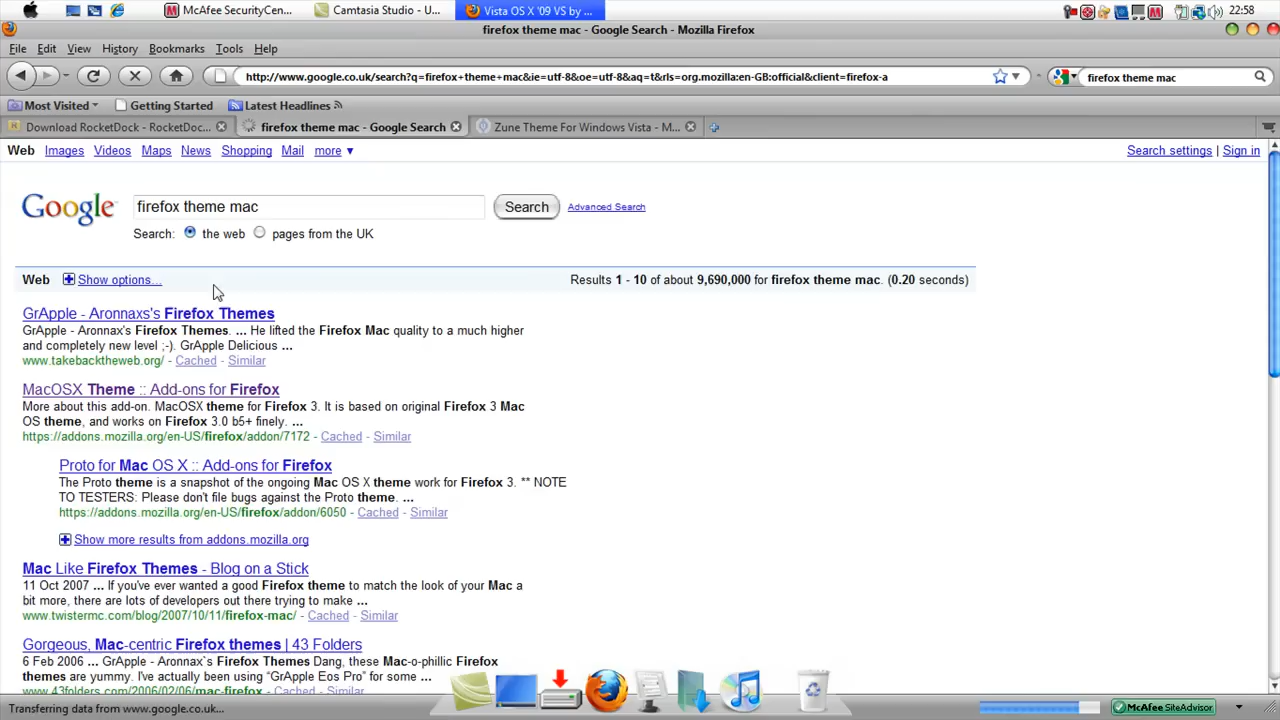 McAfee SecurityCen... Camtasia Studio - U... Vista OS X '09 VS by ... 22:58
firefox theme mac - Google Search - Mozilla Firefox
File Edit View History Bookmarks Tools Help
http://www.google.co.uk/search?q=firefox+theme+mac&ie=utf-8&oe=utf-8&aq=t&rls=org.mozilla:en-GB:official&client=firefox-a firefox theme mac
Most Visited Getting Started Latest Headlines
Download RocketDock - RocketDoc... firefox theme mac - Google Search Zune Theme For Windows Vista - M...
Web Images Videos Maps News Shopping Mail more ▼ Search settings | Sign in
Google firefox theme mac Search Advanced Search
Search: the web pages from the UK
Web Show options... Results 1 - 10 of about 9,690,000 for firefox theme mac. (0.20 seconds)
GrApple - Aronnaxs's Firefox Themes
GrApple - Aronnax's Firefox Themes. ... He lifted the Firefox Mac quality to a much higher
and completely new level ;-). GrApple Delicious ...
www.takebacktheweb.org/ - Cached - Similar
MacOSX Theme :: Add-ons for Firefox
More about this add-on. MacOSX theme for Firefox 3. It is based on original Firefox 3 Mac
OS theme, and works on Firefox 3.0 b5+ finely. ...
https://addons.mozilla.org/en-US/firefox/addon/7172 - Cached - Similar
Proto for Mac OS X :: Add-ons for Firefox
The Proto theme is a snapshot of the ongoing Mac OS X theme work for Firefox 3. ** NOTE
TO TESTERS: Please don't file bugs against the Proto theme. ...
https://addons.mozilla.org/en-US/firefox/addon/6050 - Cached - Similar
Show more results from addons.mozilla.org
Mac Like Firefox Themes - Blog on a Stick
11 Oct 2007 ... If you've ever wanted a good Firefox theme to match the look of your Mac a
bit more, there are lots of developers out there trying to make ...
www.twistermc.com/blog/2007/10/11/firefox-mac/ - Cached - Similar
Gorgeous, Mac-centric Firefox themes | 43 Folders
6 Feb 2006 ... GrApple - Aronnax`s Firefox Themes Dang, these Mac-o-phillic Firefox
themes are yummy. I've actually been using "GrApple Eos Pro" for some ...
www.43folders.com/2006/02/06/mac-firefox - Cached - Similar
Transferring data from www.google.co.uk... McAfee SiteAdvisor